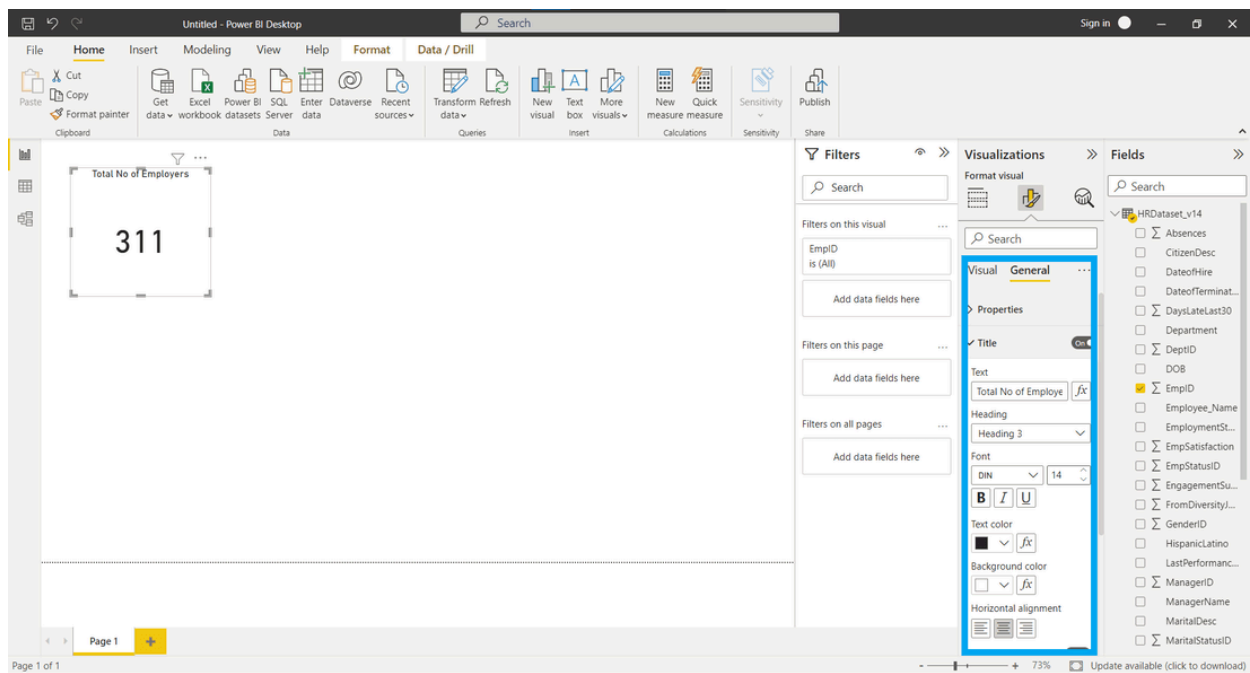 Untitled - Power BI Desktop
Search
Sign in
File Home Insert Modeling View Help Format Data / Drill
Paste
Cut
Copy
Format painter
Clipboard
Get data
Excel workbook
Power BI datasets
SQL Server
Enter data
Dataverse
Recent sources
Data
Transform data
Refresh
Queries
New visual
Text box
More visuals
Insert
New measure
Quick measure
Calculations
Sensitivity
Sensitivity
Publish
Share
Total No of Employers
311
Filters
Search
Filters on this visual ...
EmpID
is (All)
Add data fields here
Filters on this page ...
Add data fields here
Filters on all pages ...
Add data fields here
Visualizations
Format visual
Search
Visual General ...
Properties
Title On
Text
Total No of Employe fx
Heading
Heading 3
Font
DIN 14
B I U
Text color
fx
Background color
fx
Horizontal alignment
Fields
Search
HRDataset_v14
Absences
CitizenDesc
DateofHire
DateofTerminat...
DaysLateLast30
Department
DeptID
DOB
EmpID
Employee_Name
EmploymentSt...
EmpSatisfaction
EmpStatusID
EngagementSu...
FromDiversityJ...
GenderID
HispanicLatino
LastPerformanc...
ManagerID
ManagerName
MaritalDesc
MaritalStatusID
Page 1 +
Page 1 of 1
- + 73% Update available (click to download)